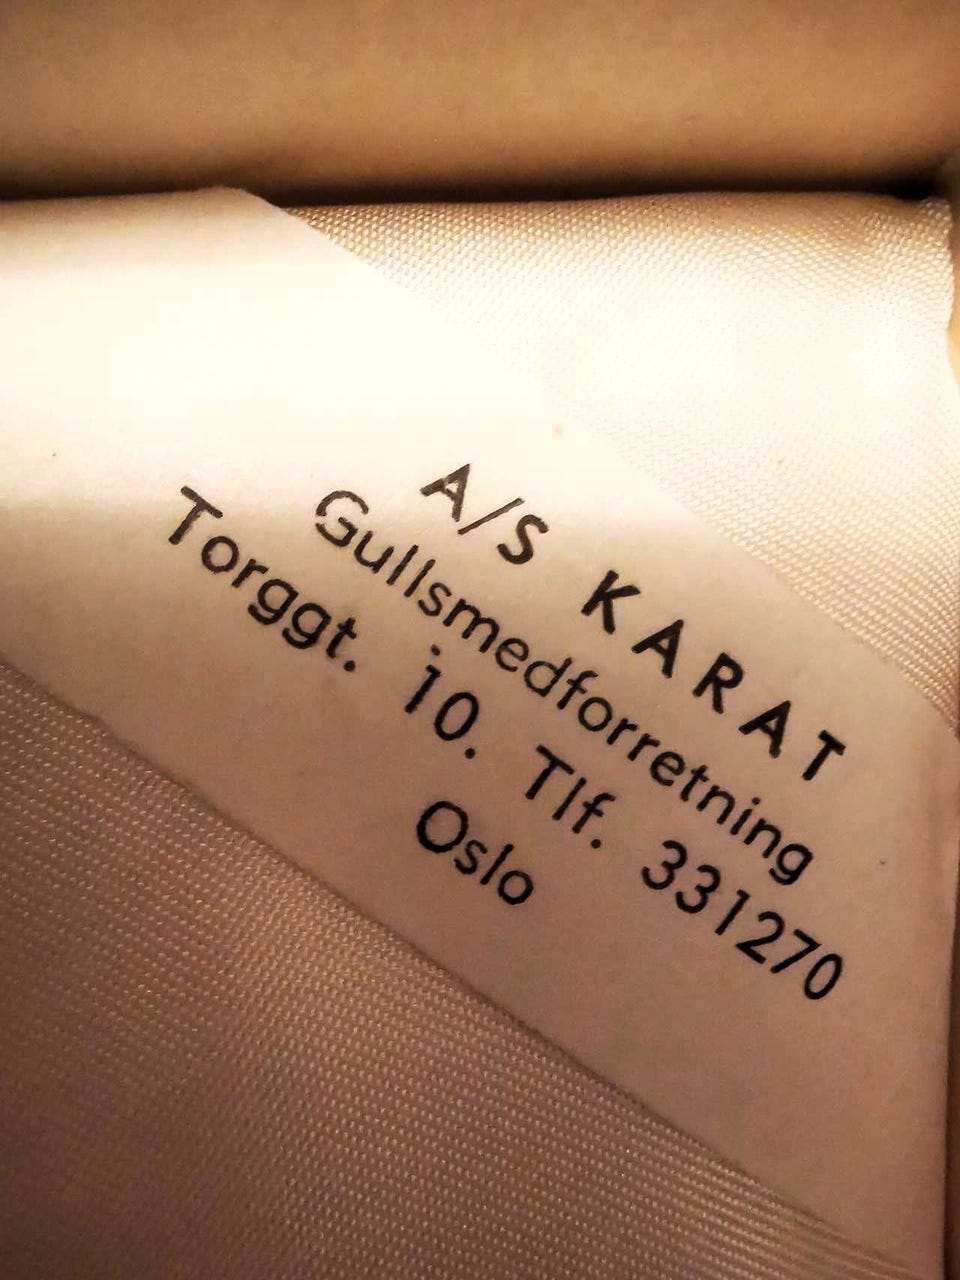 A/S KARAT
Gullsmedforretning
Torggt. 10. Tlf. 331270
Oslo